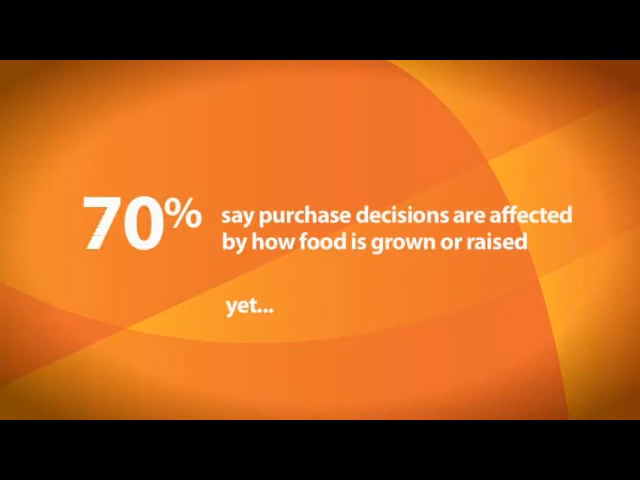 70% say purchase decisions are affected
by how food is grown or raised
yet...